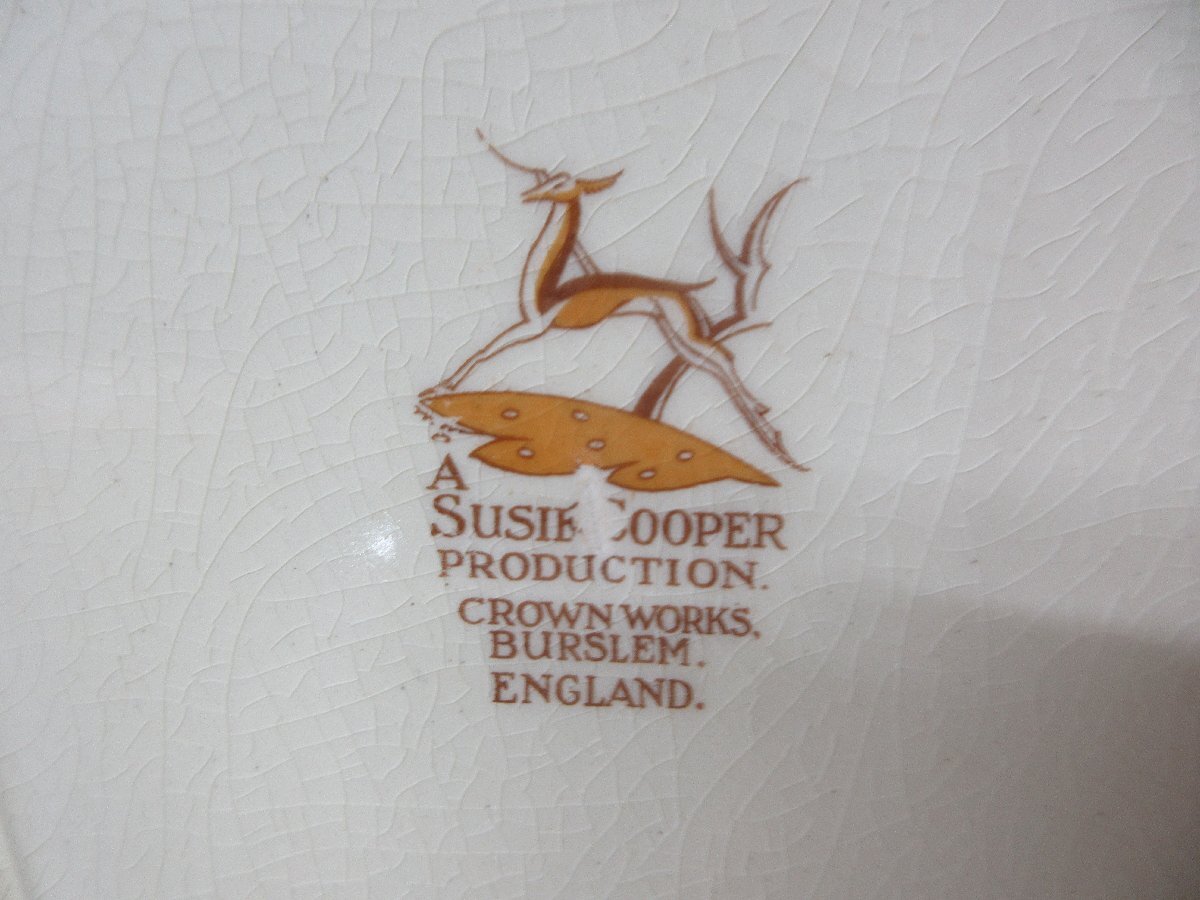 A
SUSIE COOPER
PRODUCTION.
CROWN WORKS,
BURSLEM.
ENGLAND.